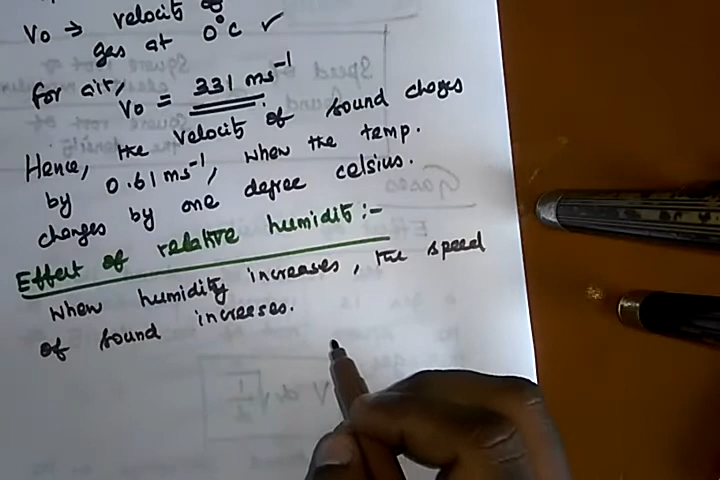 V0 → velocity of
gas at 0°c ✓
for air,
V0 = 331 ms⁻¹
Hence, the velocity of sound changes
by 0.61 ms⁻¹, when the temp.
changes by one degree celsius.
Effect of relative humidity :-
When humidity increases, the speed
of sound increases.